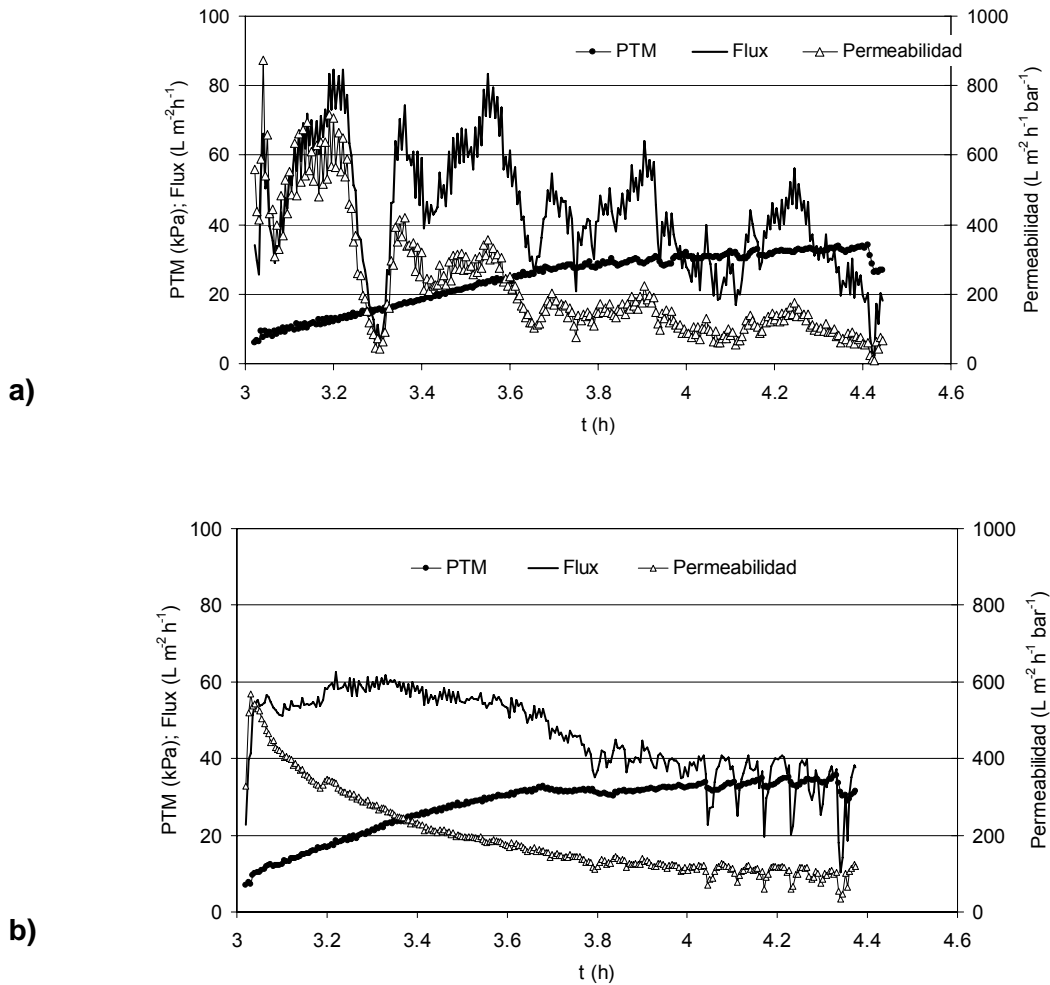 100
80
60
40
20
0
1000
800
600
400
200
0
PTM Flux Permeabilidad
PTM (kPa); Flux (L m-2h-1)
Permeabilidad (L m-2 h-1 bar-1)
3 3.2 3.4 3.6 3.8 4 4.2 4.4 4.6
t (h)
a)
100
80
60
40
20
0
1000
800
600
400
200
0
PTM Flux Permeabilidad
PTM (kPa); Flux (L m-2 h-1)
Permeabilidad (L m-2 h-1 bar-1)
3 3.2 3.4 3.6 3.8 4 4.2 4.4 4.6
t (h)
b)